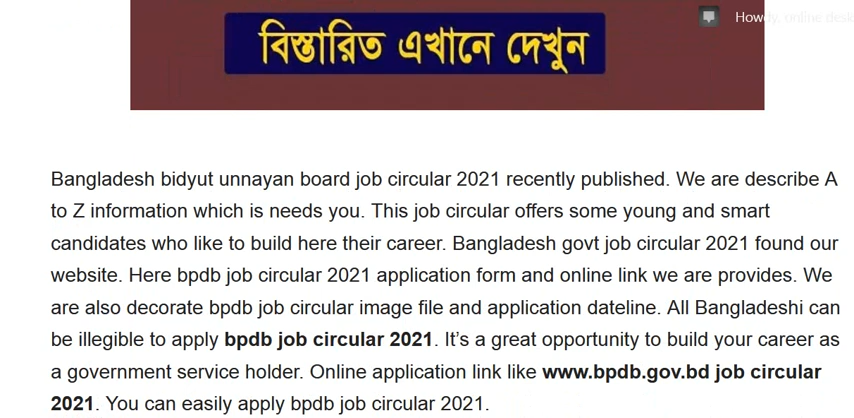 Howdy, online desk
বিস্তারিত এখানে দেখুন
Bangladesh bidyut unnayan board job circular 2021 recently published. We are describe A
to Z information which is needs you. This job circular offers some young and smart
candidates who like to build here their career. Bangladesh govt job circular 2021 found our
website. Here bpdb job circular 2021 application form and online link we are provides. We
are also decorate bpdb job circular image file and application dateline. All Bangladeshi can
be illegible to apply bpdb job circular 2021. It’s a great opportunity to build your career as
a government service holder. Online application link like www.bpdb.gov.bd job circular
2021. You can easily apply bpdb job circular 2021.